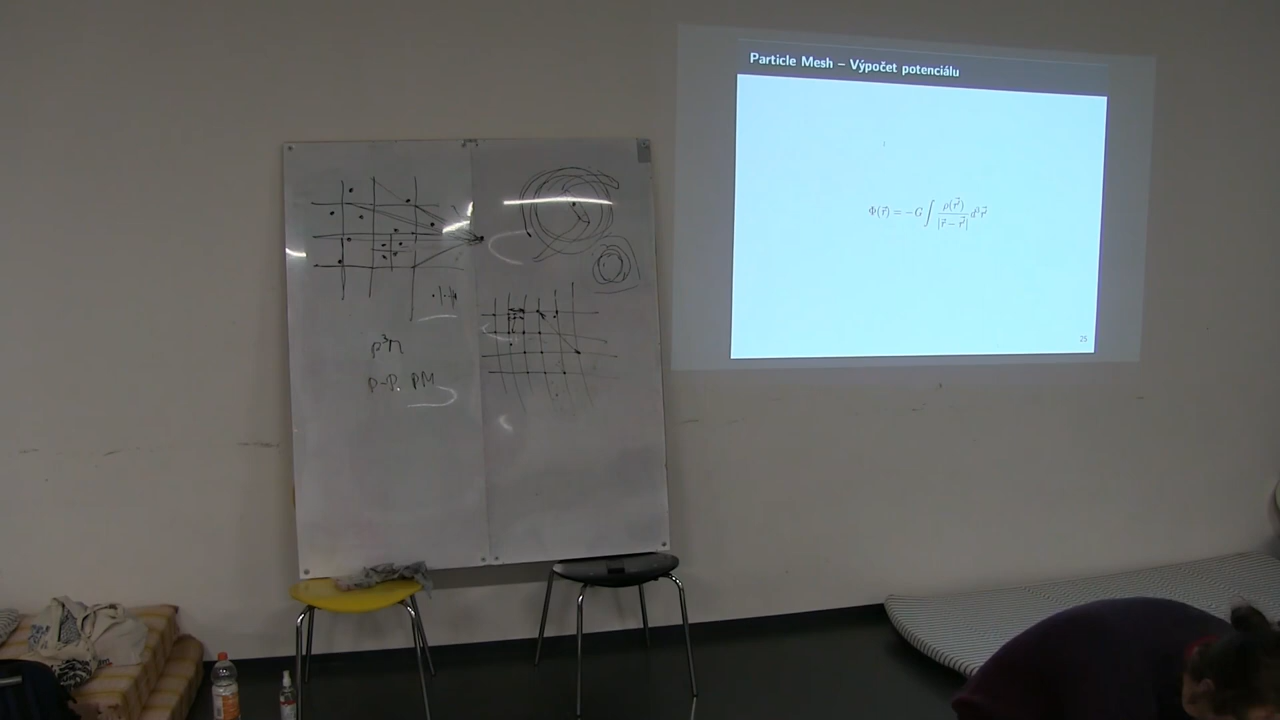 p³m
P-P. PM
Particle Mesh – Výpočet potenciálu
Φ(r⃗) = −G ∫ ρ(r⃗′) / |r⃗ − r⃗′| d³r⃗′
25